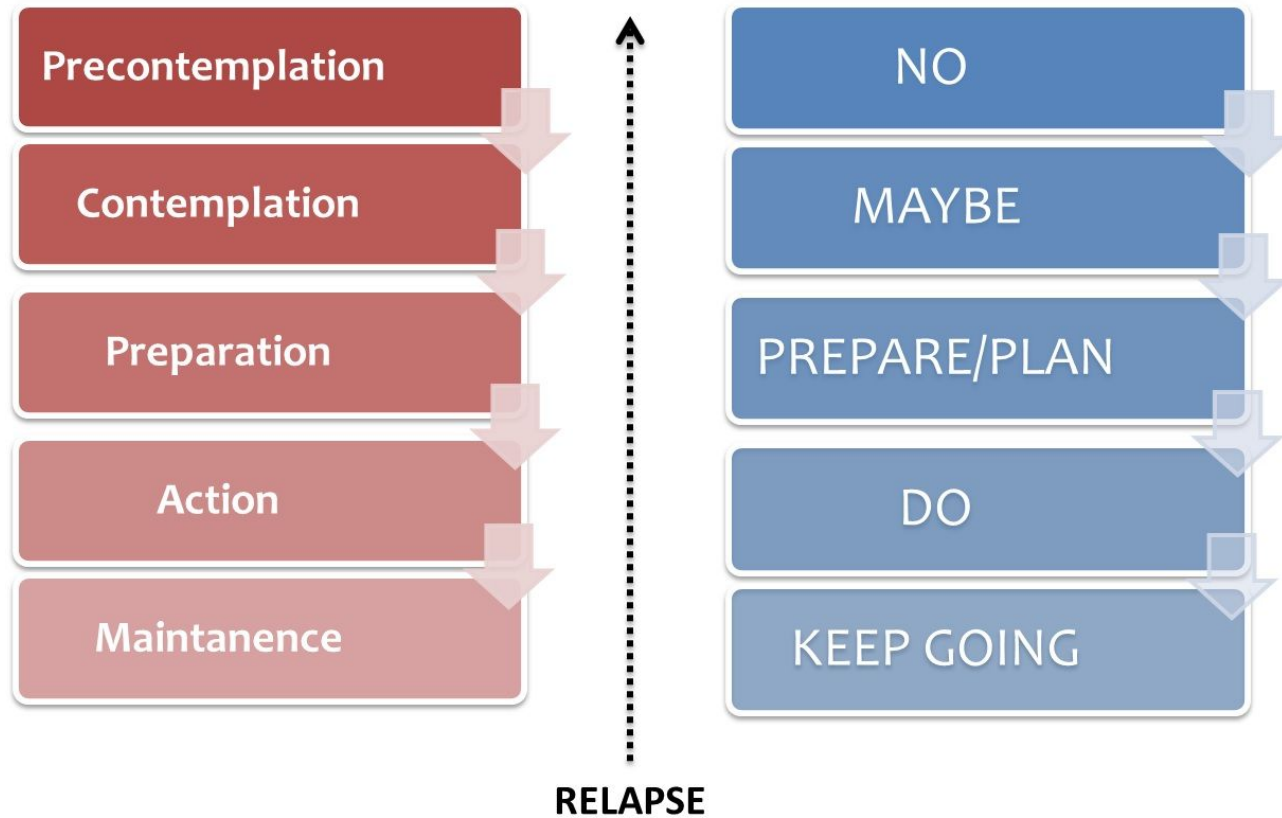 Precontemplation
Contemplation
Preparation
Action
Maintanence
NO
MAYBE
PREPARE/PLAN
DO
KEEP GOING
RELAPSE